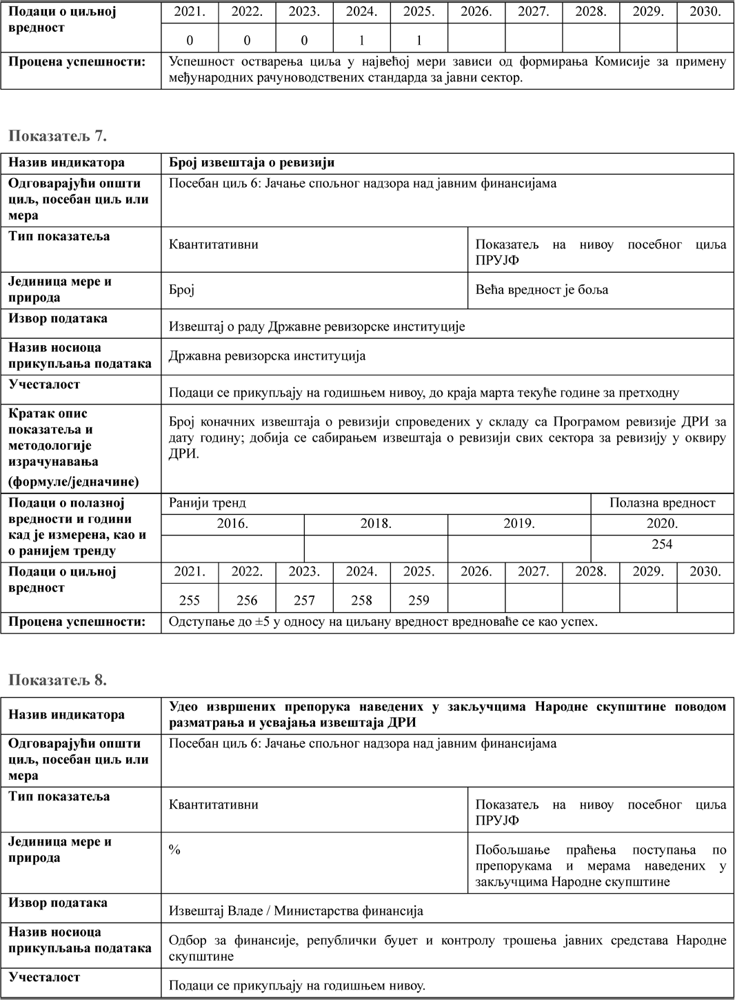 Подаци о циљној
вредност
2021. 2022. 2023. 2024. 2025. 2026. 2027. 2028. 2029. 2030.
0 0 0 1 1
Процена успешности:
Успешност остварења циља у највећој мери зависи од формирања Комисије за примену
међународних рачуноводствених стандарда за јавни сектор.
Показатељ 7.
Назив индикатора
Број извештаја о ревизији
Одговарајући општи
циљ, посебан циљ или
мера
Посебан циљ 6: Јачање спољног надзора над јавним финансијама
Тип показатеља
Квантитативни
Показатељ на нивоу посебног циља
ПРУЈФ
Јединица мере и
природа
Број
Већа вредност је боља
Извор података
Извештај о раду Државне ревизорске институције
Назив носиоца
прикупљања података
Државна ревизорска институција
Учесталост
Подаци се прикупљају на годишњем нивоу, до краја марта текуће године за претходну
Кратак опис
показатеља и
методологије
израчунавања
(формуле/једначине)
Број коначних извештаја о ревизији спроведених у складу са Програмом ревизије ДРИ за
дату годину; добија се сабирањем извештаја о ревизији свих сектора за ревизију у оквиру
ДРИ.
Подаци о полазној
вредности и години
кад је измерена, као и
о ранијем тренду
Ранији тренд Полазна вредност
2016. 2018. 2019. 2020.
254
Подаци о циљној
вредност
2021. 2022. 2023. 2024. 2025. 2026. 2027. 2028. 2029. 2030.
255 256 257 258 259
Процена успешности:
Одступање до ±5 у односу на циљану вредност вредноваће се као успех.
Показатељ 8.
Назив индикатора
Удео извршених препорука наведених у закључцима Народне скупштине поводом
разматрања и усвајања извештаја ДРИ
Одговарајући општи
циљ, посебан циљ или
мера
Посебан циљ 6: Јачање спољног надзора над јавним финансијама
Тип показатеља
Квантитативни
Показатељ на нивоу посебног циља
ПРУЈФ
Јединица мере и
природа
%
Побољшање праћења поступања по
препорукама и мерама наведених у
закључцима Народне скупштине
Извор података
Извештај Владе / Министарства финансија
Назив носиоца
прикупљања података
Одбор за финансије, републички буџет и контролу трошења јавних средстава Народне
скупштине
Учесталост
Подаци се прикупљају на годишњем нивоу.